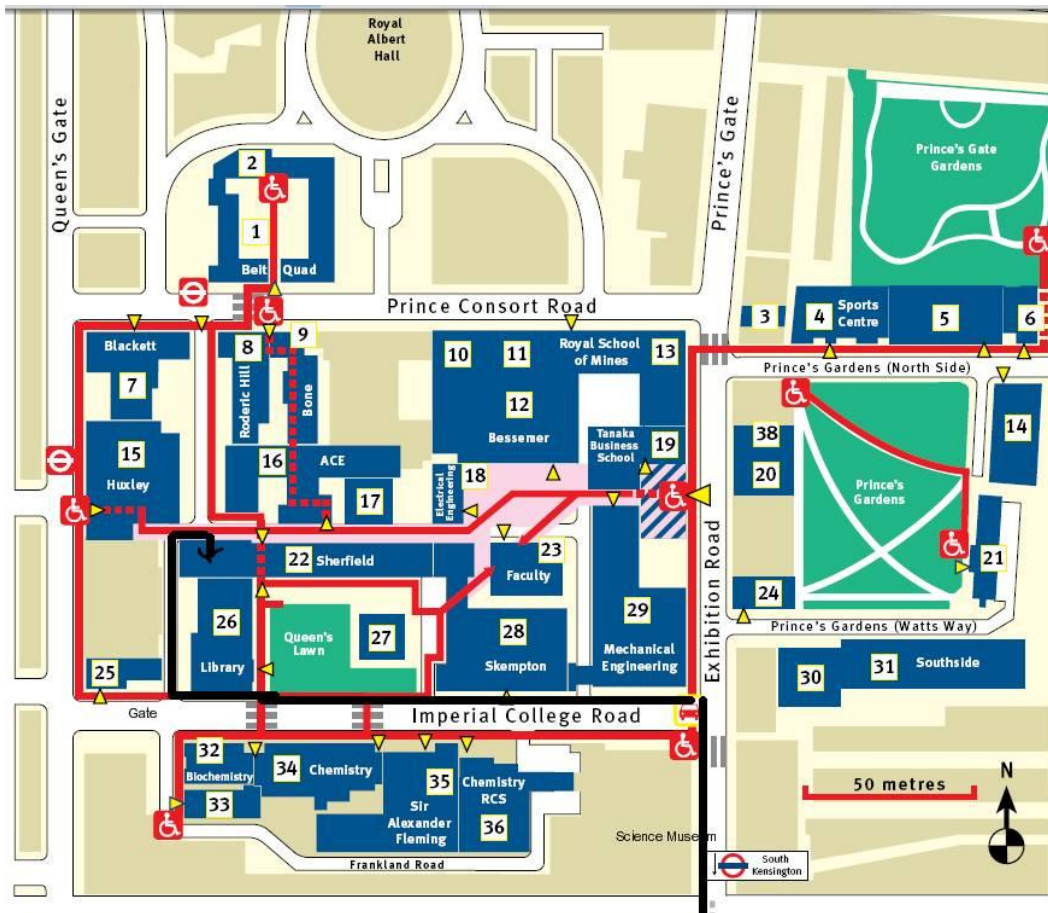 Royal
Albert
Hall
Queen's Gate
Prince's Gate
Prince's Gate
Gardens
2
1
Beit Quad
Prince Consort Road
3
4
Sports
Centre
5
6
Prince's Gardens (North Side)
Blackett
7
8
9
Roderic Hill
Bone
10
11
Royal School
of Mines
13
12
Bessemer
Tanaka
Business
School
19
14
38
20
Prince's
Gardens
15
Huxley
16
ACE
17
18
Electrical
Engineering
22 Sherfield
23
Faculty
21
24
Prince's Gardens (Watts Way)
26
Library
Queen's
Lawn
27
28
Skempton
29
Mechanical
Engineering
Exhibition Road
30
31
Southside
25
Gate
Imperial College Road
32
Biochemistry
33
34
Chemistry
35
Sir
Alexander
Fleming
Chemistry
RCS
36
50 metres
N
Science Museum
South
Kensington
Frankland Road